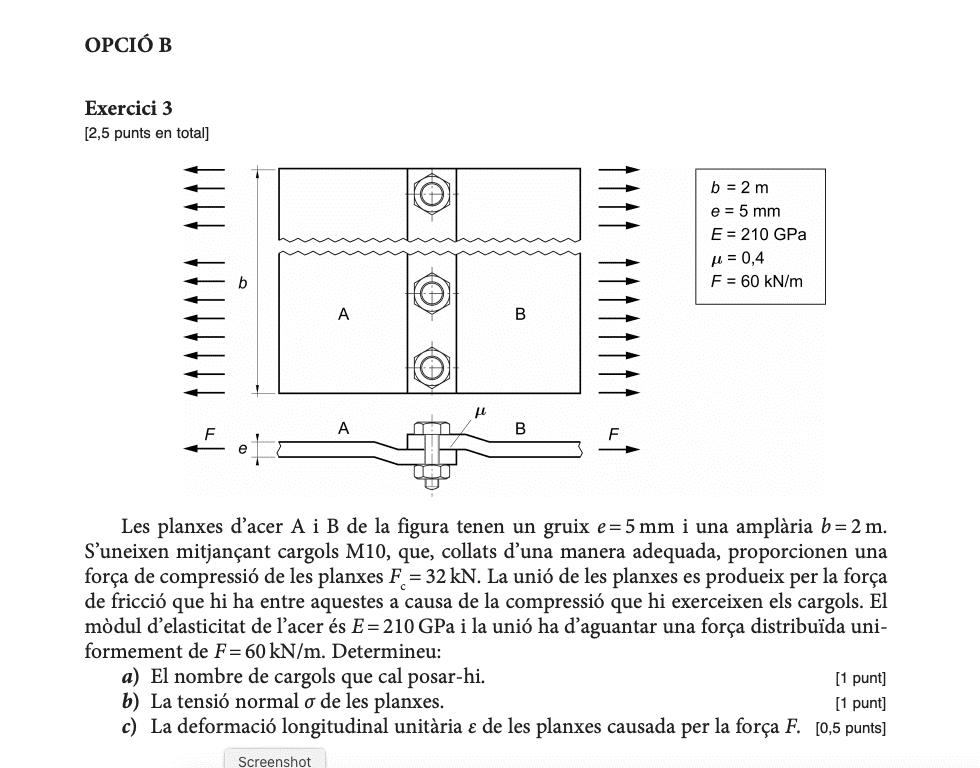 OPCIÓ B
Exercici 3
[2,5 punts en total]
b = 2 m
e = 5 mm
E = 210 GPa
μ = 0,4
F = 60 kN/m
b
A
B
μ
A
B
F
F
e
Les planxes d’acer A i B de la figura tenen un gruix e = 5 mm i una amplària b = 2 m.
S’uneixen mitjançant cargols M10, que, collats d’una manera adequada, proporcionen una
força de compressió de les planxes Fc = 32 kN. La unió de les planxes es produeix per la força
de fricció que hi ha entre aquestes a causa de la compressió que hi exerceixen els cargols. El
mòdul d’elasticitat de l’acer és E = 210 GPa i la unió ha d’aguantar una força distribuïda uni-
formement de F = 60 kN/m. Determineu:
a) El nombre de cargols que cal posar-hi. [1 punt]
b) La tensió normal σ de les planxes. [1 punt]
c) La deformació longitudinal unitària ε de les planxes causada per la força F. [0,5 punts]
Screenshot